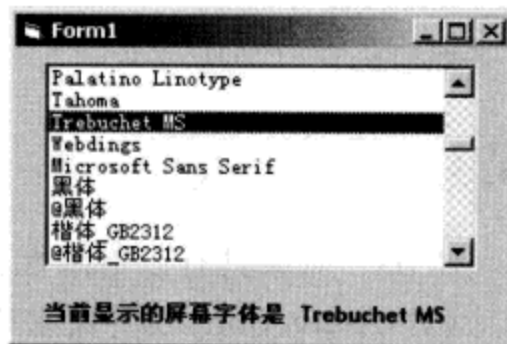 Form1
Palatino Linotype
Tahoma
Trebuchet MS
Webdings
Microsoft Sans Serif
黑体
@黑体
楷体_GB2312
@楷体_GB2312
当前显示的屏幕字体是 Trebuchet MS